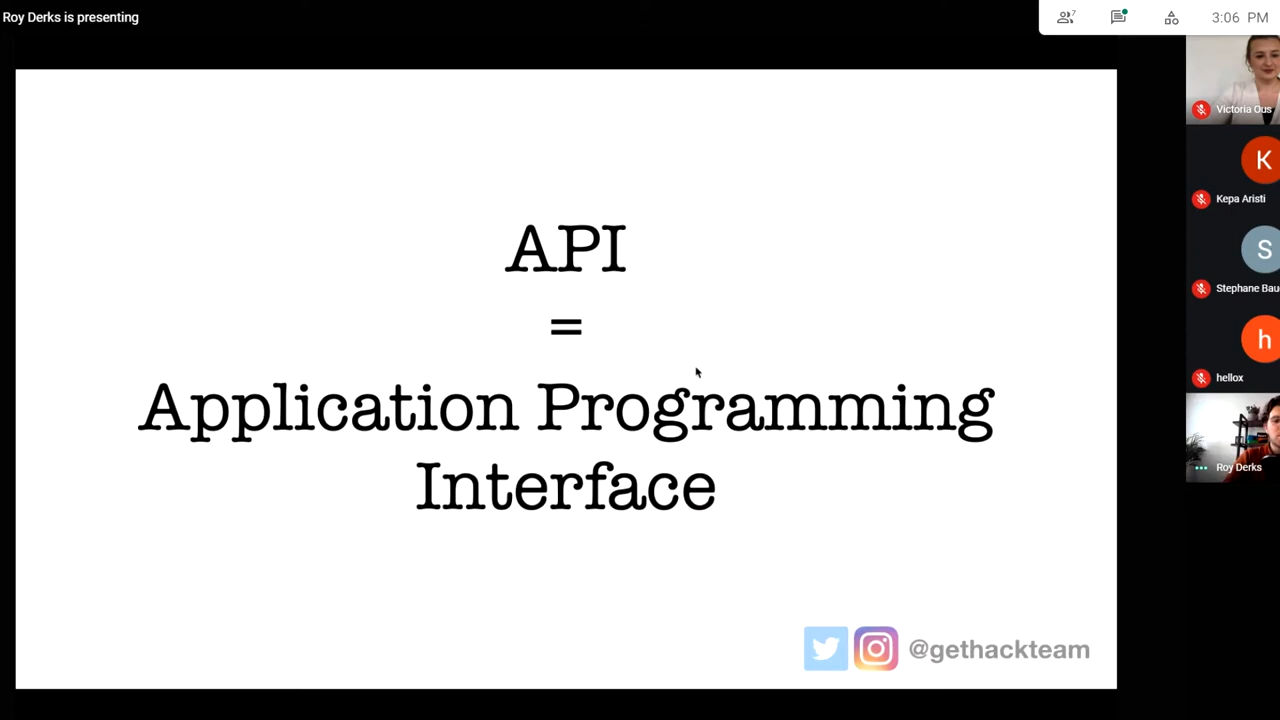 Roy Derks is presenting
7
3:06 PM
API
=
Application Programming
Interface
@gethackteam
Victoria Ous
K
Kepa Aristi
S
Stephane Bau
h
hellox
Roy Derks